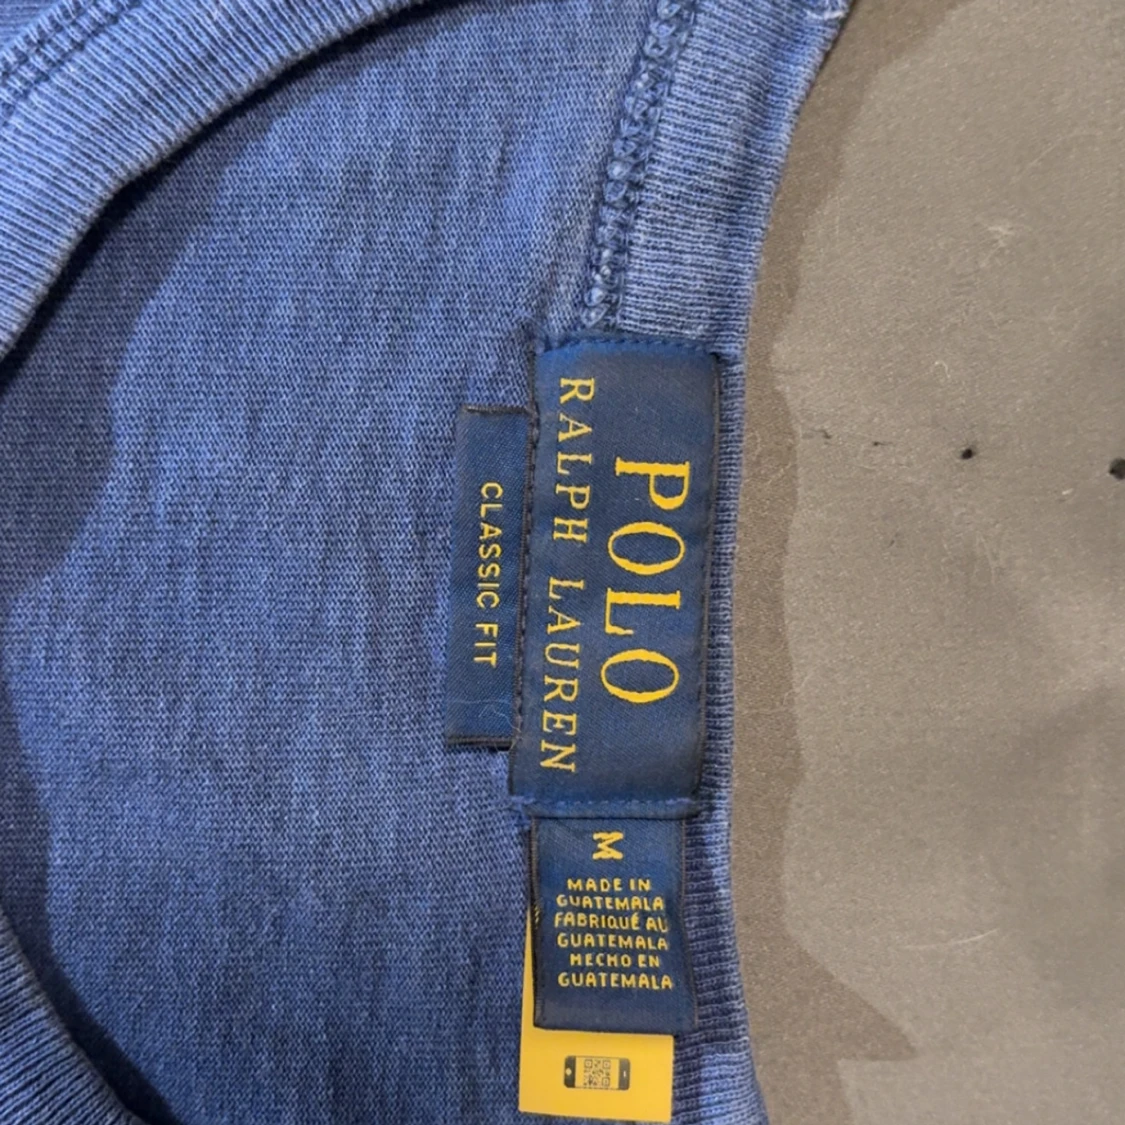 POLO
RALPH LAUREN
CLASSIC FIT
M
MADE IN
GUATEMALA
FABRIQUÉ AU
GUATEMALA
HECHO EN
GUATEMALA